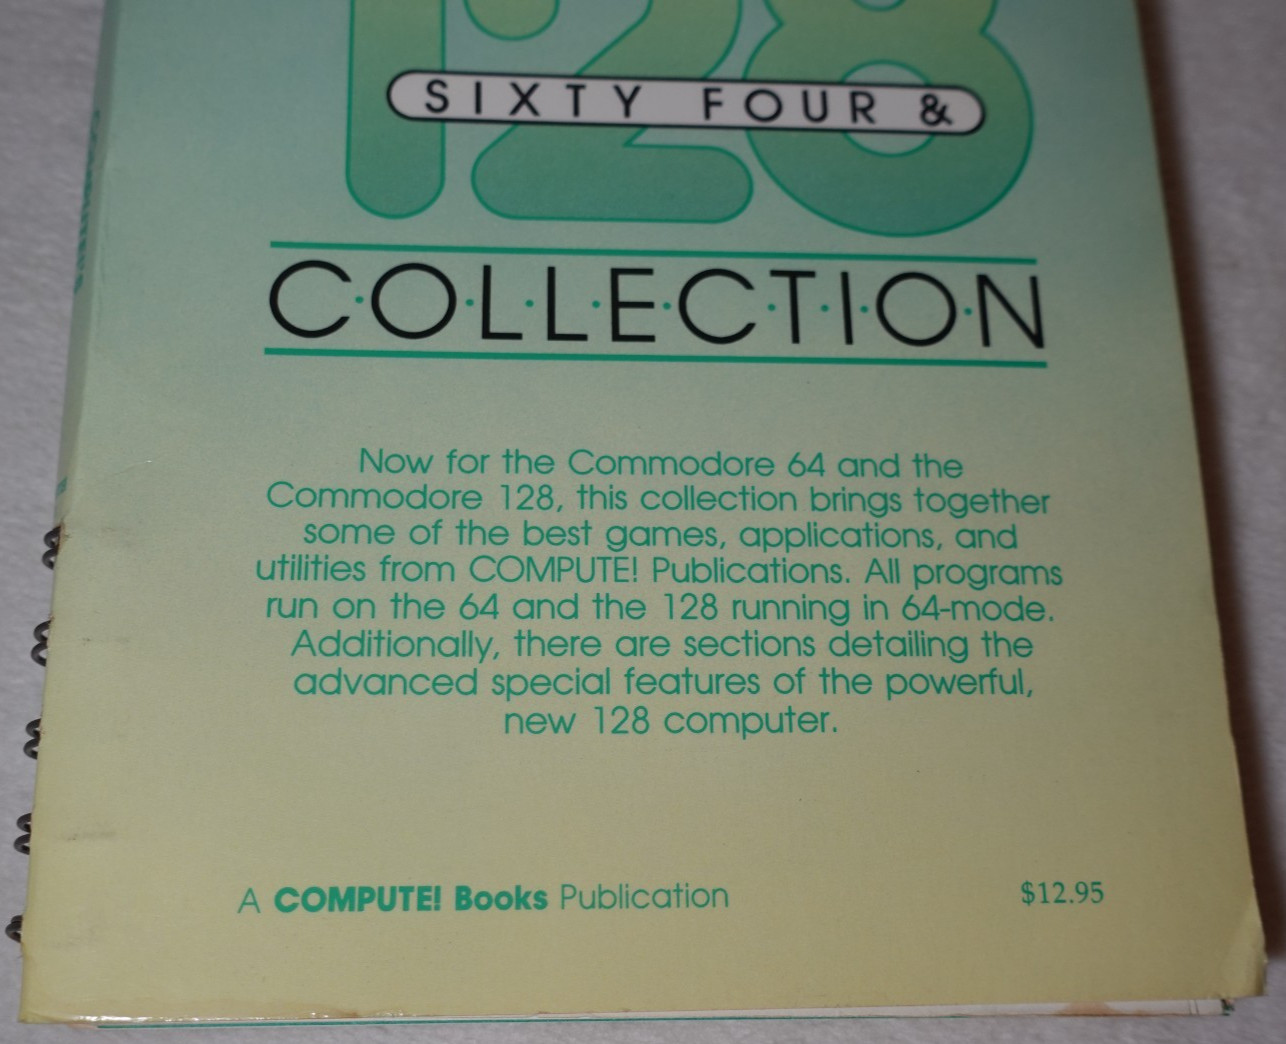 128
SIXTY FOUR &
COLLECTION
Now for the Commodore 64 and the
Commodore 128, this collection brings together
some of the best games, applications, and
utilities from COMPUTE! Publications. All programs
run on the 64 and the 128 running in 64-mode.
Additionally, there are sections detailing the
advanced special features of the powerful,
new 128 computer.
A COMPUTE! Books Publication
$12.95